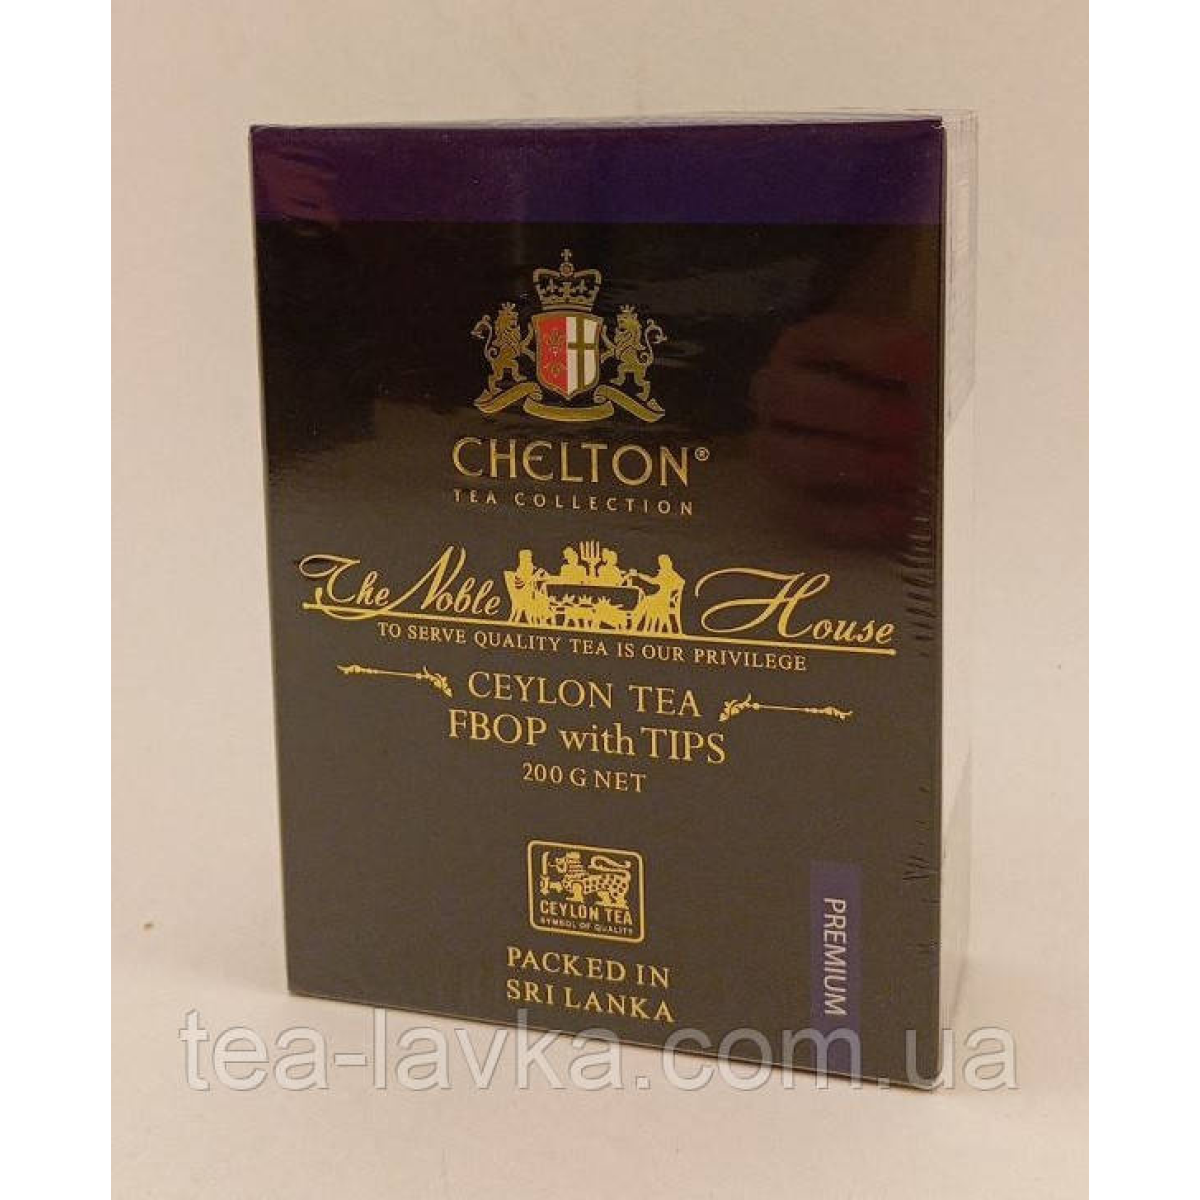 CHELTON®
TEA COLLECTION
The Noble House
TO SERVE QUALITY TEA IS OUR PRIVILEGE
CEYLON TEA
FBOP with TIPS
200 G NET
CEYLON TEA
SYMBOL OF QUALITY
PACKED IN
SRI LANKA
PREMIUM
tea-lavka.com.ua